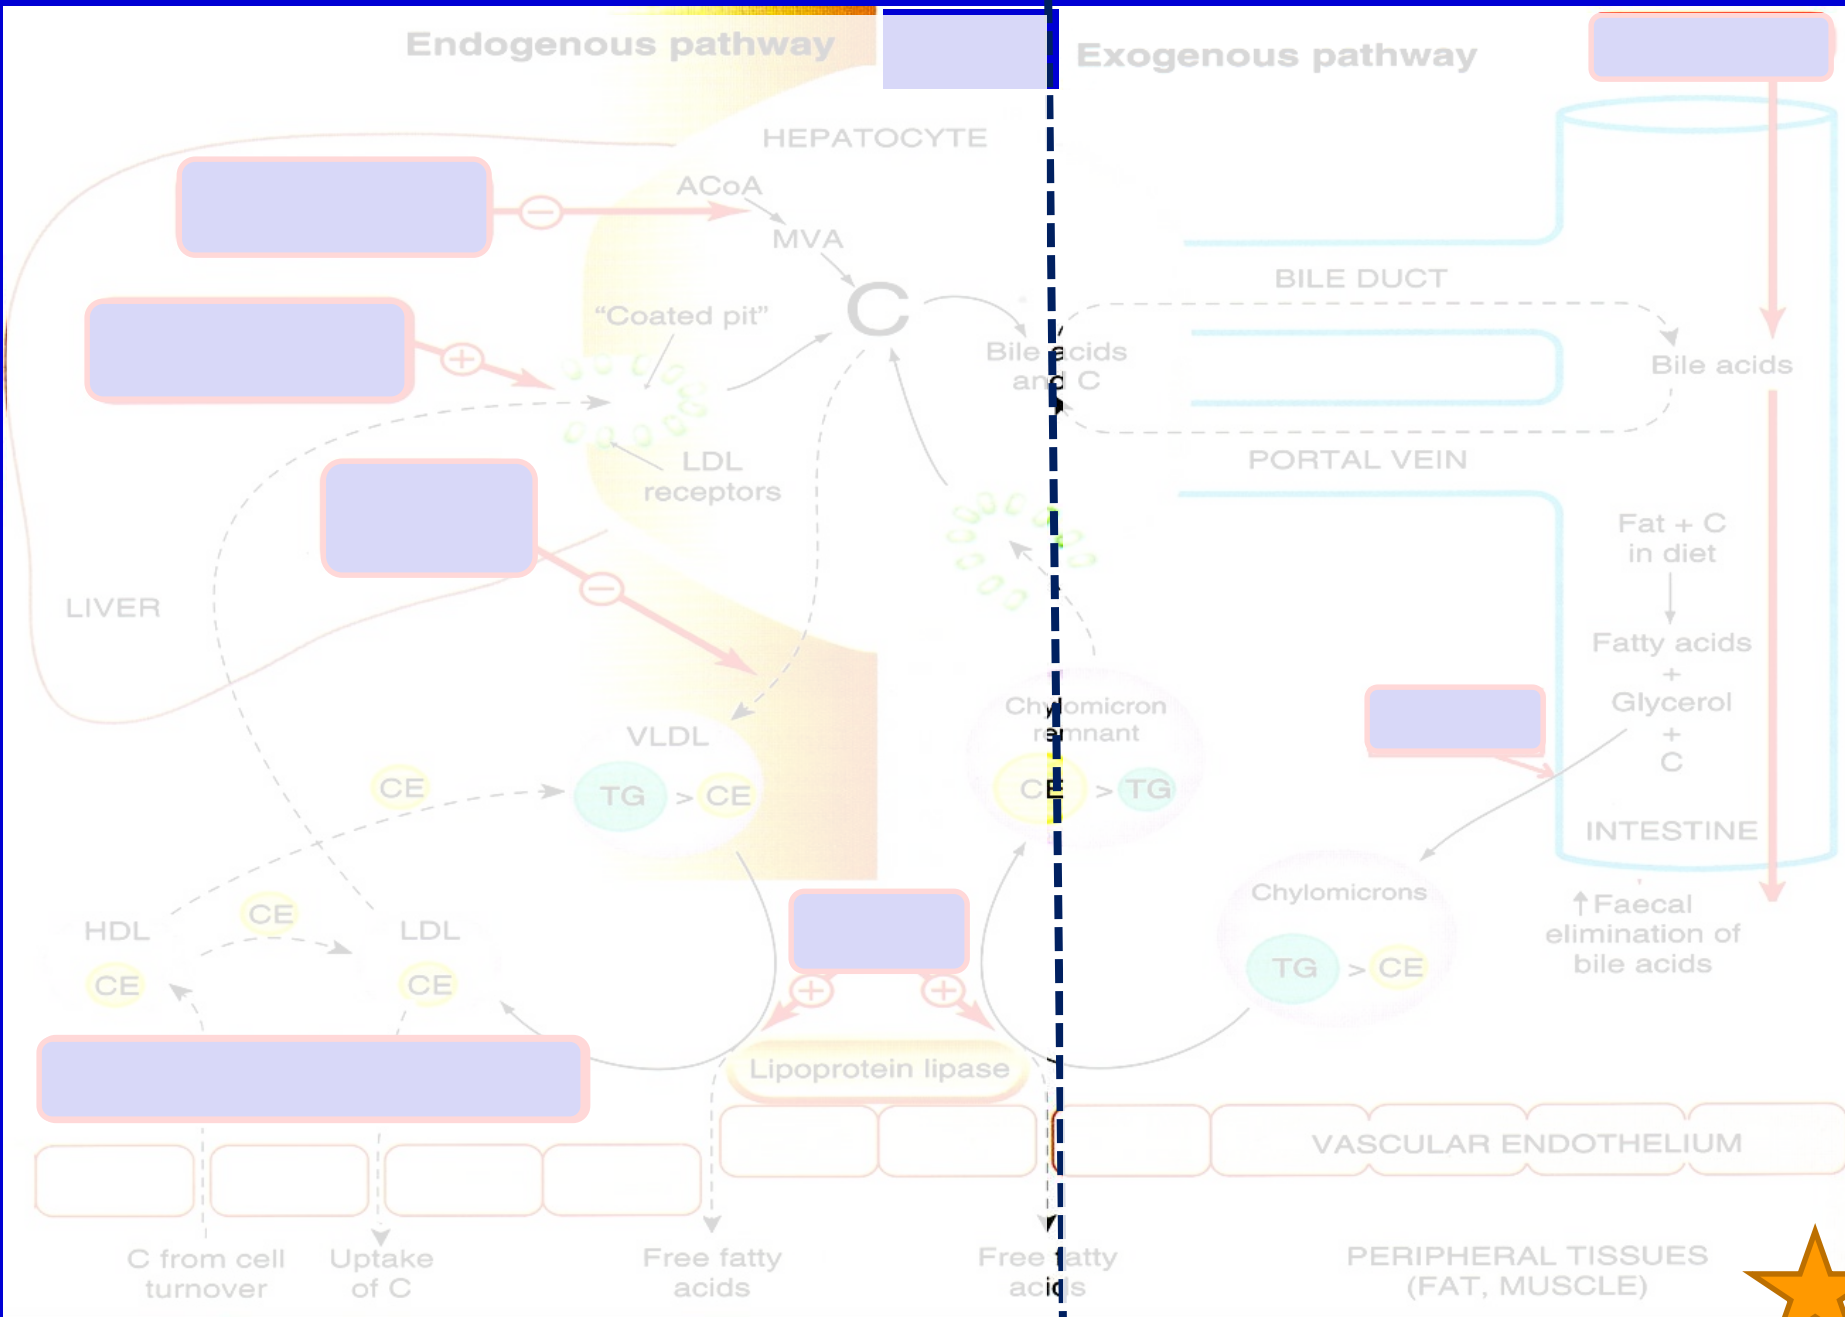 Endogenous pathway
Exogenous pathway
HEPATOCYTE
ACoA
MVA
C
"Coated pit"
LDL
receptors
Bile acids
and C
BILE DUCT
Bile acids
PORTAL VEIN
Fat + C
in diet
Fatty acids
+
Glycerol
+
C
INTESTINE
↑Faecal
elimination of
bile acids
LIVER
VLDL
TG > CE
CE
CE
HDL
CE
LDL
CE
Chylomicron
remnant
CE > TG
Chylomicrons
TG > CE
Lipoprotein lipase
VASCULAR ENDOTHELIUM
C from cell
turnover
Uptake
of C
Free fatty
acids
Free fatty
acids
PERIPHERAL TISSUES
(FAT, MUSCLE)